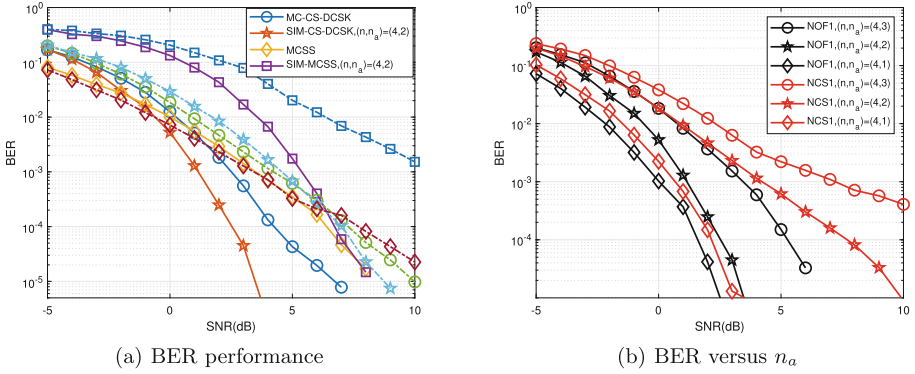 MC-CS-DCSK
SIM-CS-DCSK,(n,n_a)=(4,2)
MCSS
SIM-MCSS,(n,n_a)=(4,2)
10^0
10^-1
10^-2
10^-3
10^-4
10^-5
BER
-5 0 5 10
SNR(dB)
(a) BER performance
NOF1,(n,n_a)=(4,3)
NOF1,(n,n_a)=(4,2)
NOF1,(n,n_a)=(4,1)
NCS1,(n,n_a)=(4,3)
NCS1,(n,n_a)=(4,2)
NCS1,(n,n_a)=(4,1)
10^0
10^-1
10^-2
10^-3
10^-4
BER
-5 0 5 10
SNR(dB)
(b) BER versus n_a